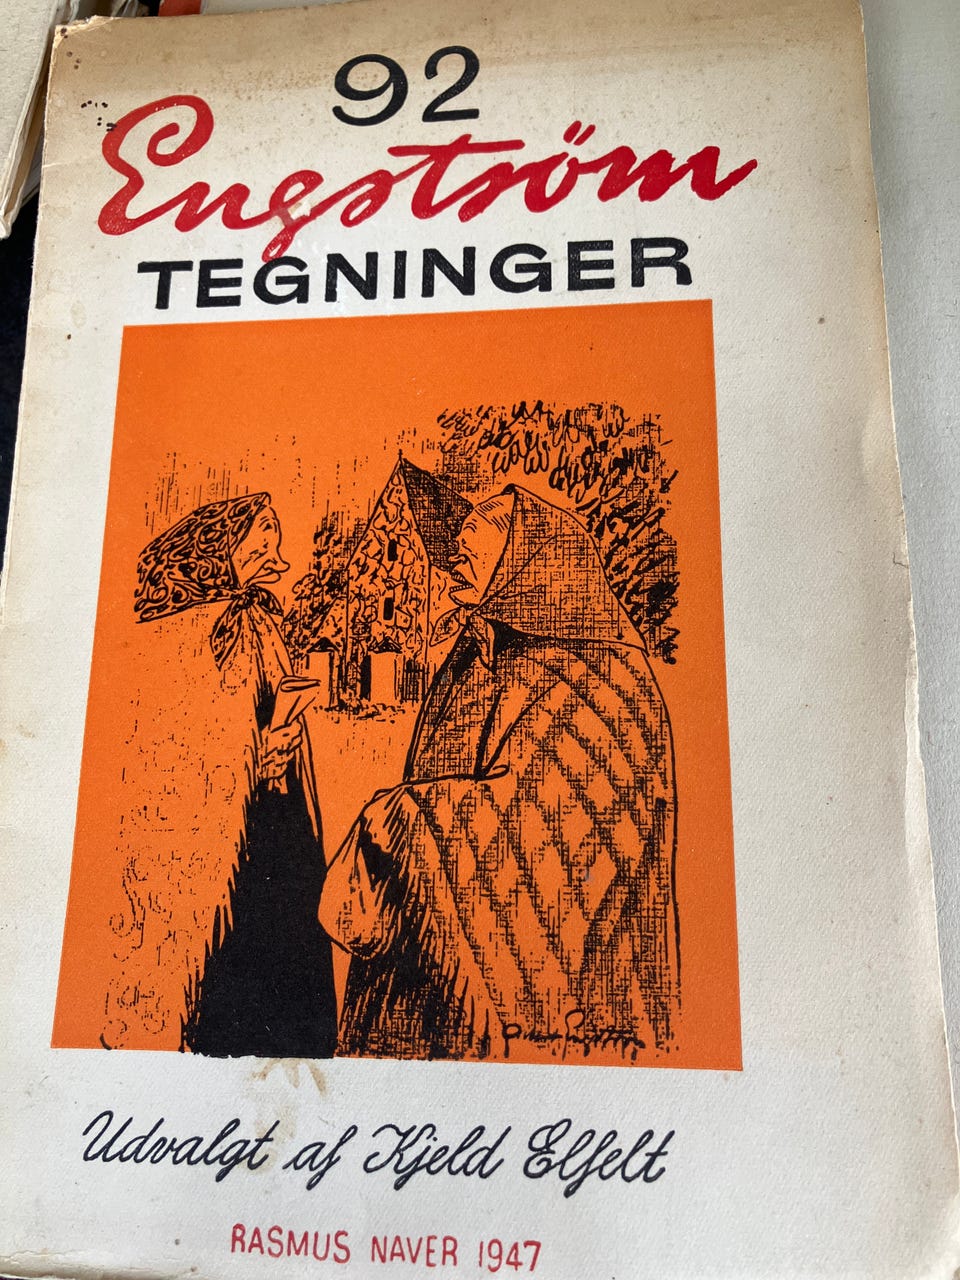 92
Engström
TEGNINGER
Udvalgt af Kjeld Elfelt
RASMUS NAVER 1947